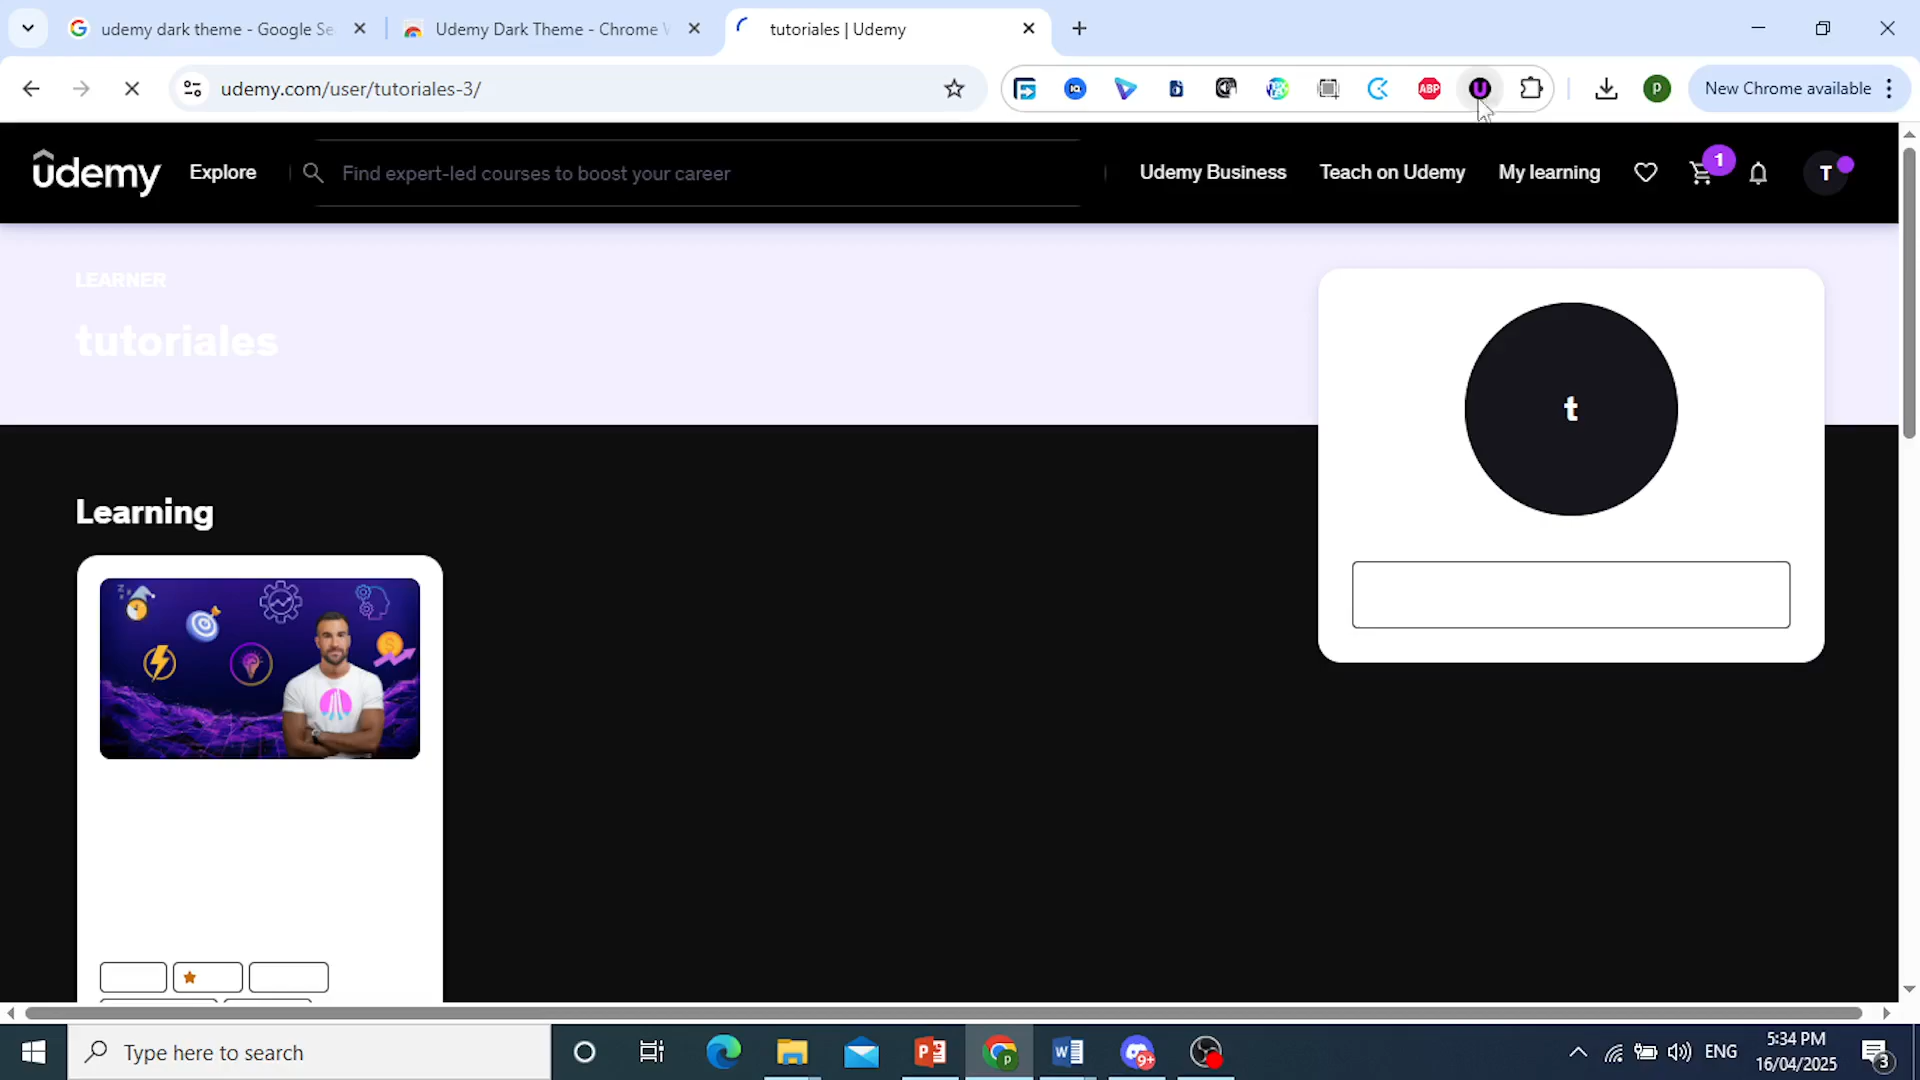 udemy dark theme - Google Se
Udemy Dark Theme - Chrome W
tutoriales | Udemy
udemy.com/user/tutoriales-3/
ABP
U
p
New Chrome available
ûdemy
Explore
Find expert-led courses to boost your career
Udemy Business
Teach on Udemy
My learning
1
T
LEARNER
tutoriales
t
Learning
Type here to search
9+
ENG
5:34 PM
16/04/2025
3